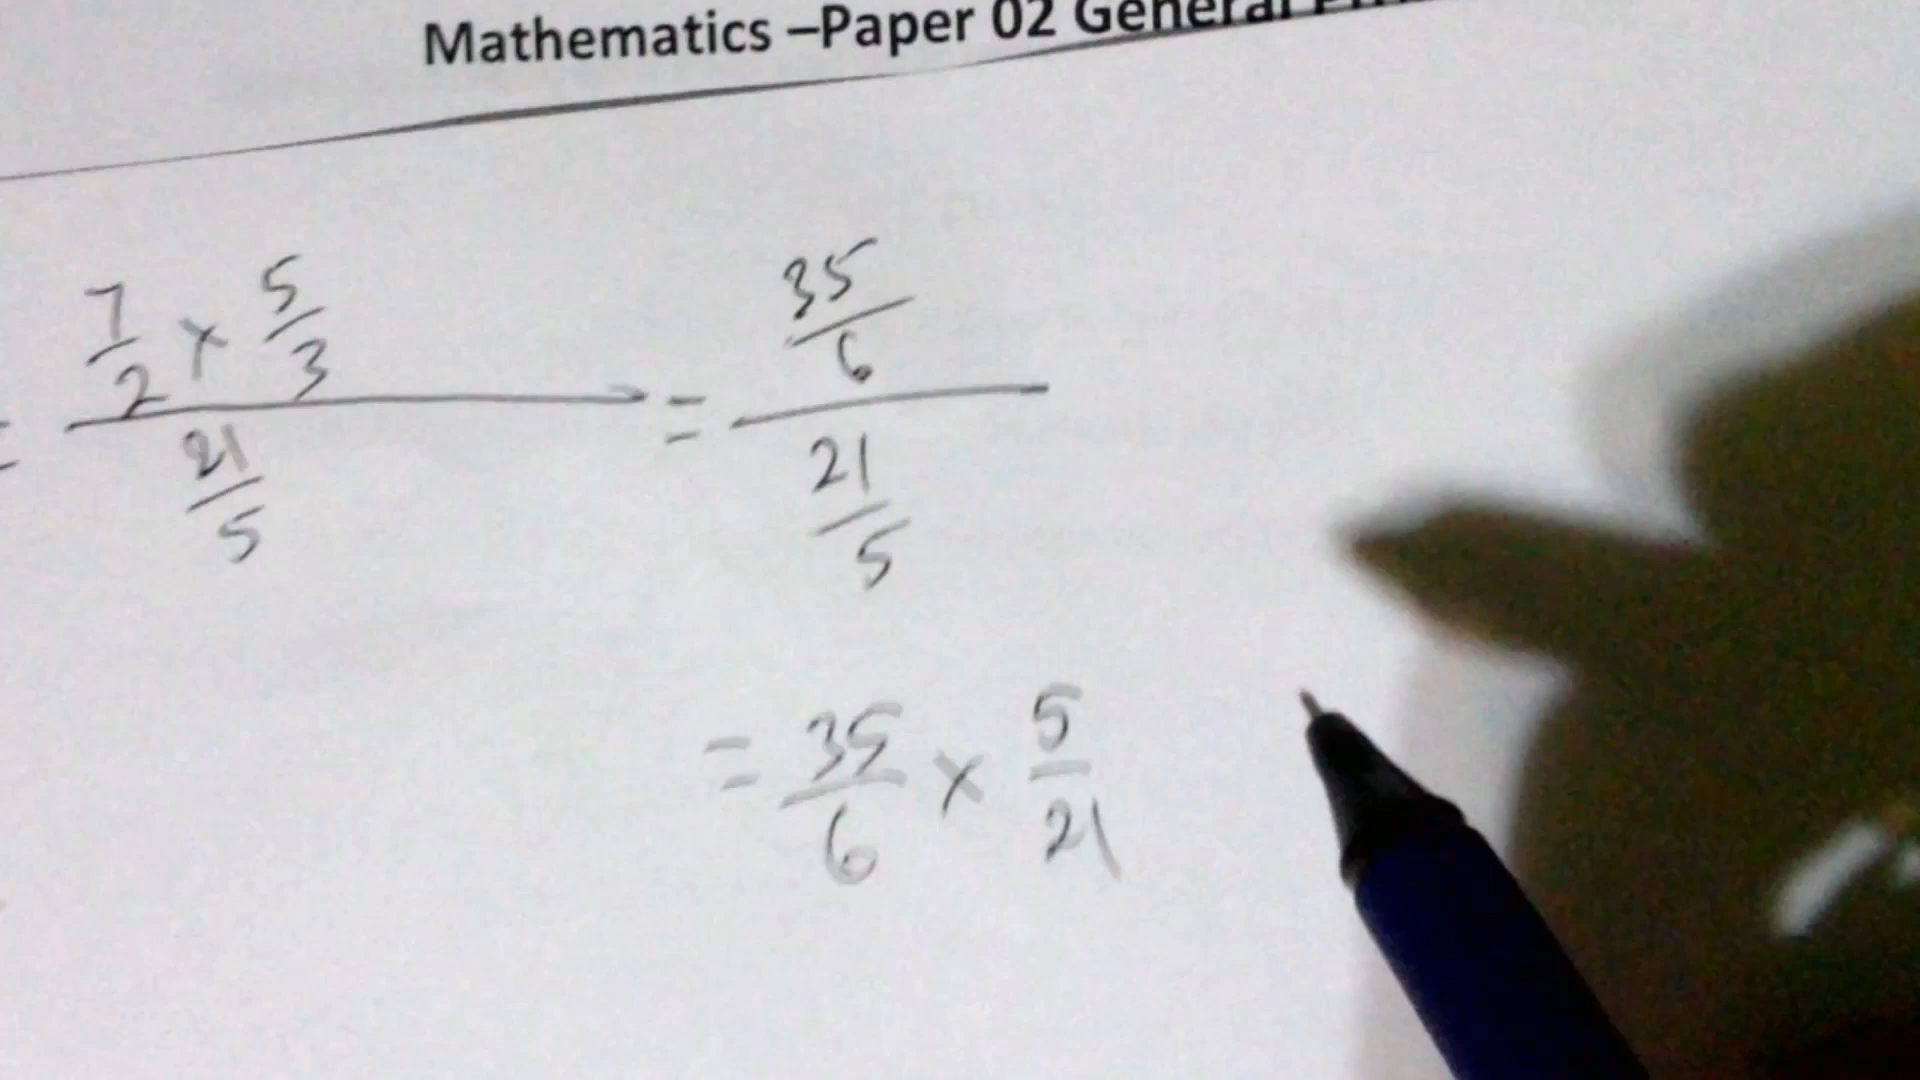 Mathematics –Paper 02 General
= 7/2 × 5/3 / 21/5 = 35/6 / 21/5
= 35/6 × 5/21